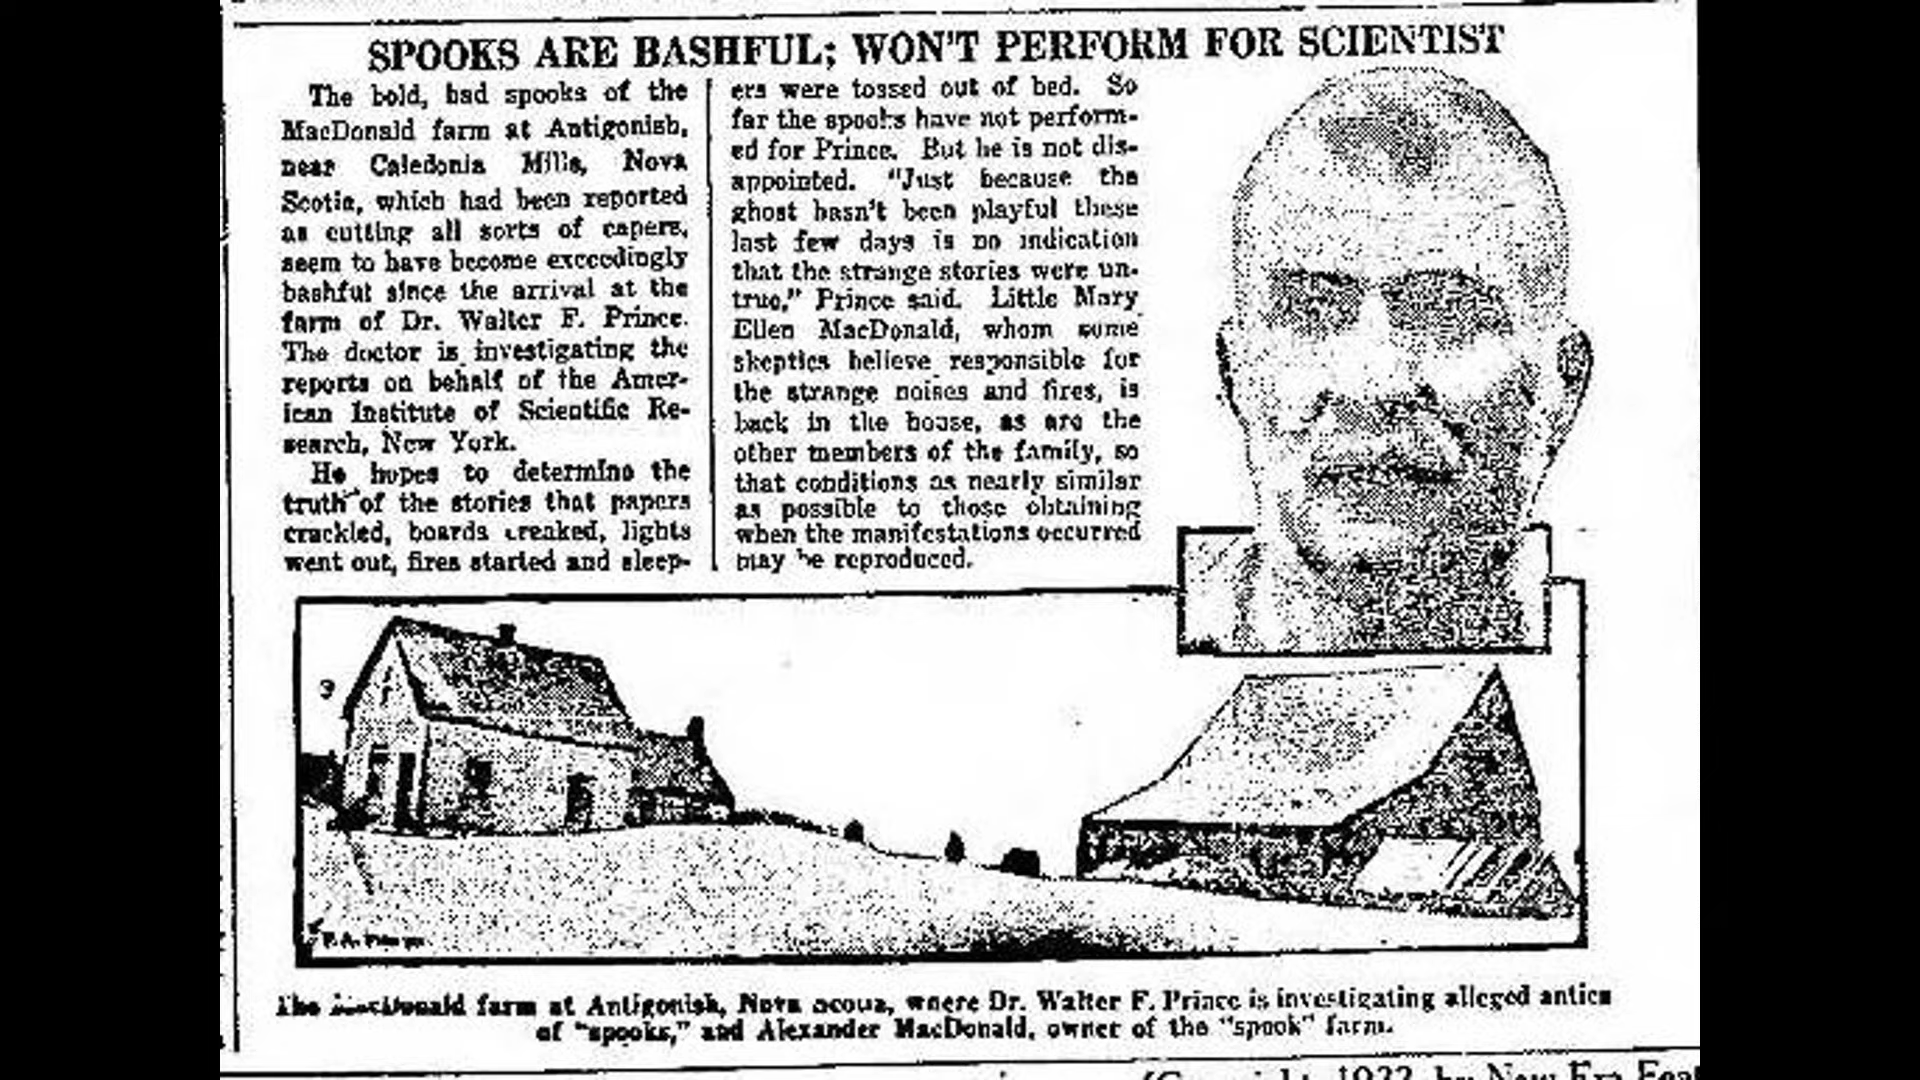 SPOOKS ARE BASHFUL; WON'T PERFORM FOR SCIENTIST
The bold, bad spooks of the
MacDonald farm at Antigonish,
near Caledonia Mills, Nova
Scotia, which had been reported
as cutting all sorts of capers,
seem to have become exceedingly
bashful since the arrival at the
farm of Dr. Walter F. Prince.
The doctor is investigating the
reports on behalf of the Amer-
ican Institute of Scientific Re-
search, New York.
He hopes to determine the
truth of the stories that papers
crackled, boards creaked, lights
went out, fires started and sleep-
ers were tossed out of bed. So
far the spooks have not perform-
ed for Prince. But he is not dis-
appointed. "Just because the
ghost hasn't been playful these
last few days is no indication
that the strange stories were un-
true," Prince said. Little Mary
Ellen MacDonald, whom some
skeptics believe responsible for
the strange noises and fires, is
back in the house, as are the
other members of the family, so
that conditions as nearly similar
as possible to those obtaining
when the manifestations occurred
may be reproduced.
The MacDonald farm at Antigonish, Nova Scotia, where Dr. Walter F. Prince is investigating alleged antics
of "spooks," and Alexander MacDonald, owner of the "spook" farm.
(Copyright 1922 by New Era Feat